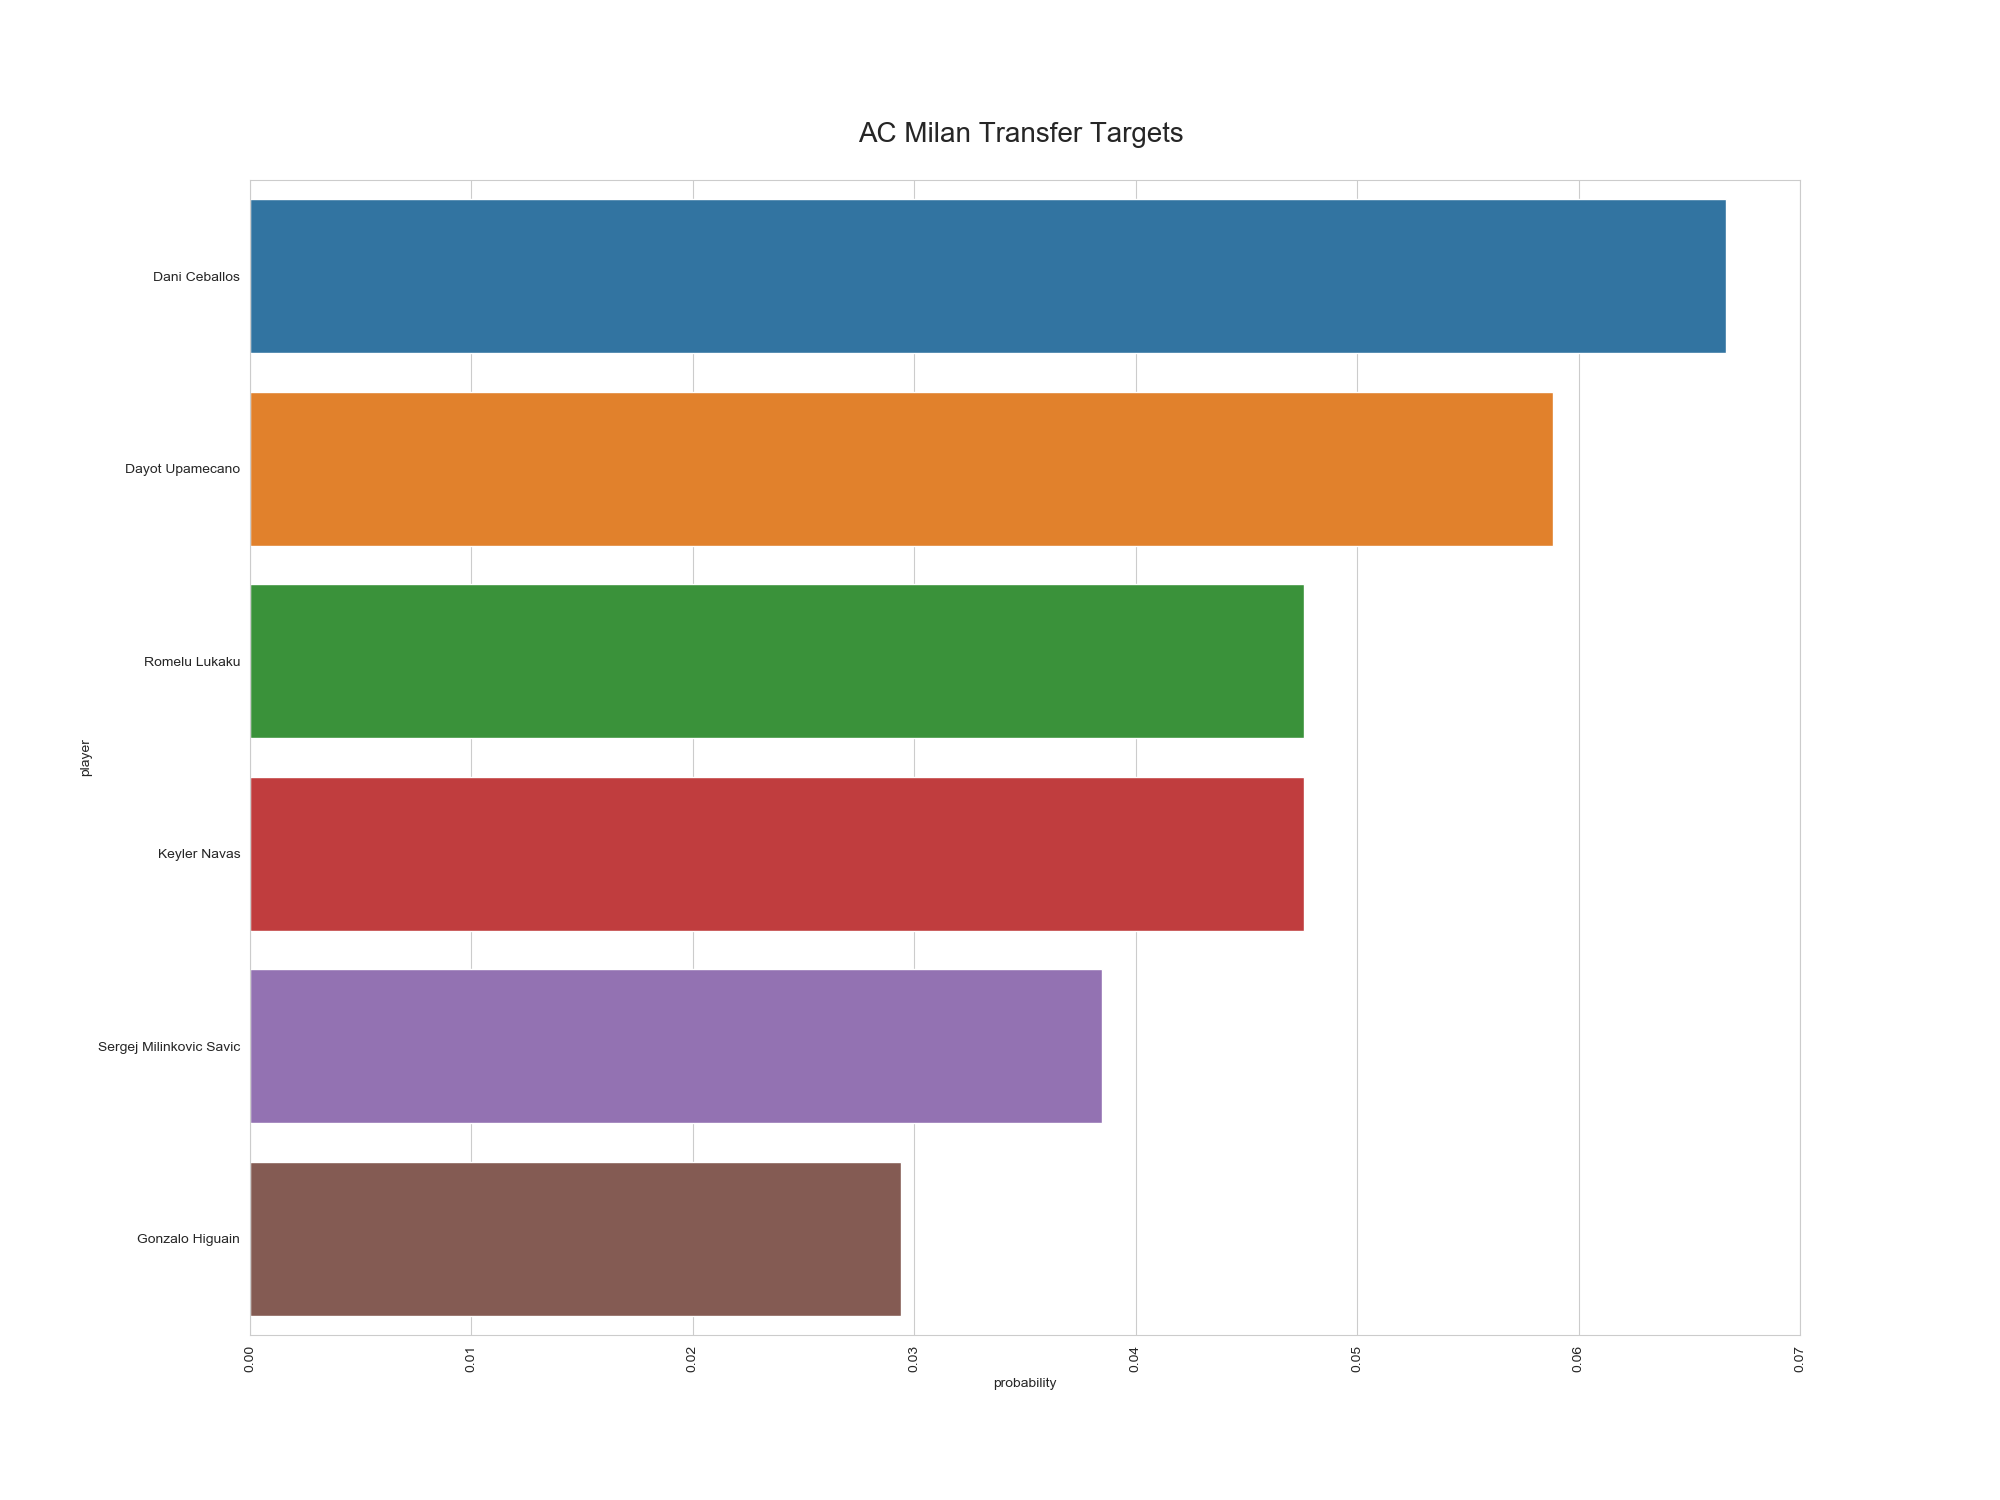 AC Milan Transfer Targets
Dani Ceballos
Dayot Upamecano
Romelu Lukaku
player
Keyler Navas
Sergej Milinkovic Savic
Gonzalo Higuain
0.00
0.01
0.02
0.03
0.04
0.05
0.06
0.07
probability